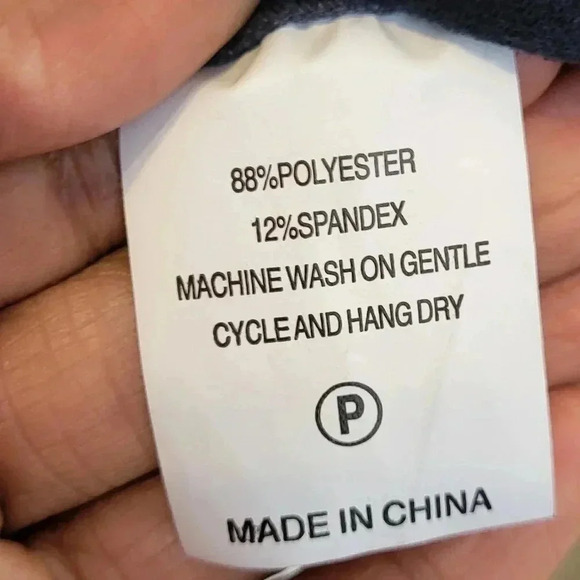 88%POLYESTER
12%SPANDEX
MACHINE WASH ON GENTLE
CYCLE AND HANG DRY
P
MADE IN CHINA